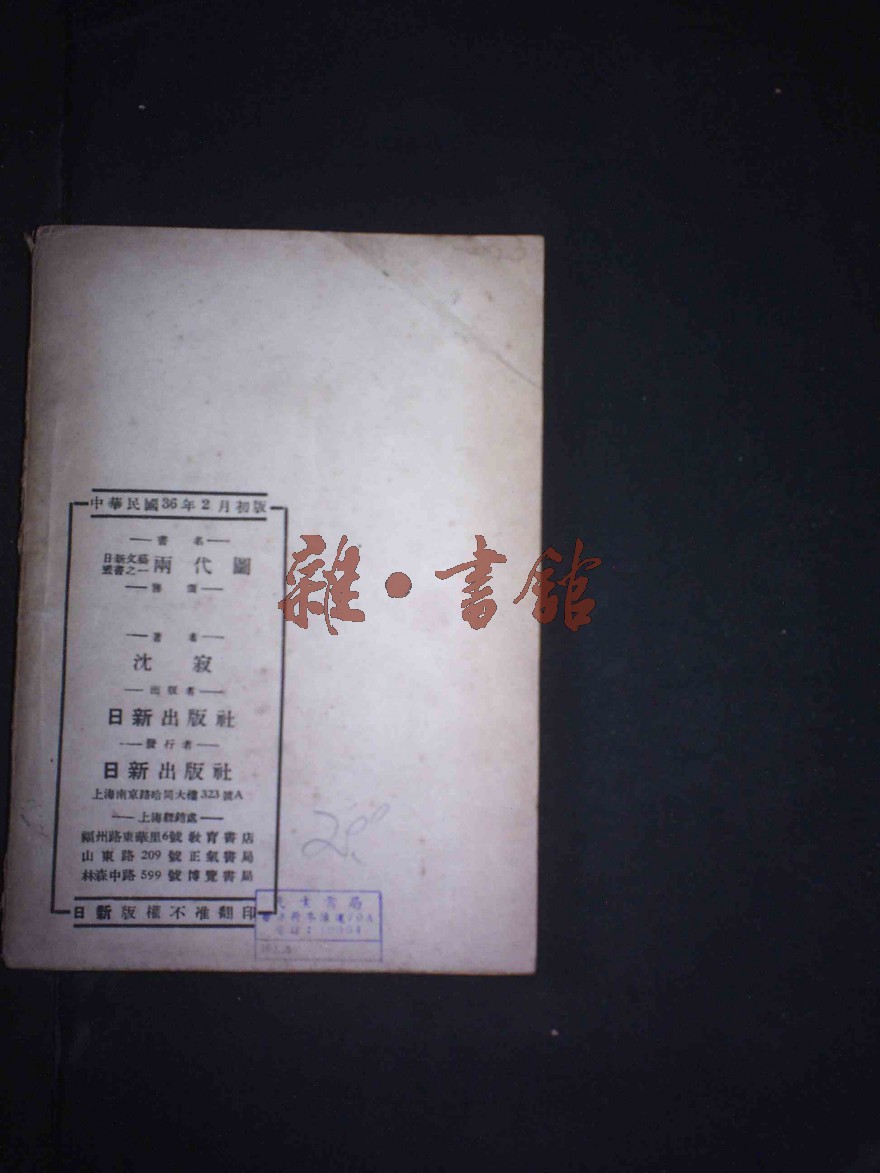 中華民國36年2月初版
書名
日新文藝
叢書之一
兩代圖
著者
沈寂
出版者
日新出版社
發行者
日新出版社
上海南京路哈同大樓323號A
上海經銷處
福州路東華里6號教育書店
山東路209號正氣書局
林森中路599號博覽書局
日新版權不准翻印
雜·書館
28.
書局